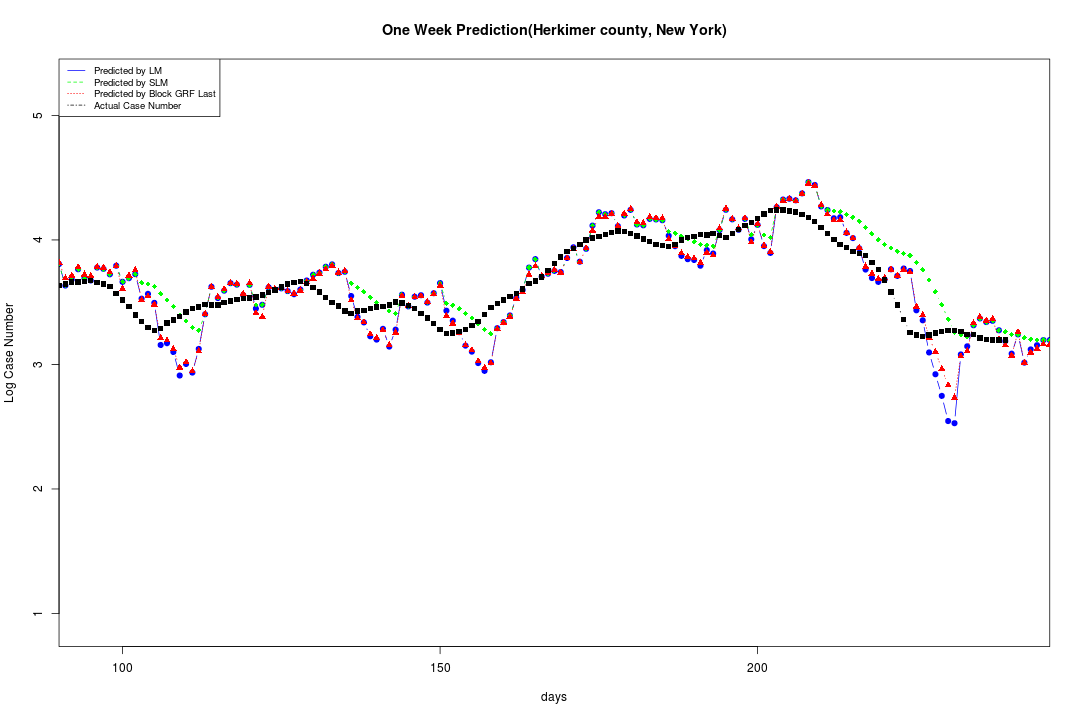 One Week Prediction(Herkimer county, New York)
Predicted by LM
Predicted by SLM
Predicted by Block GRF Last
Actual Case Number
5
4
3
2
1
Log Case Number
100 150 200
days